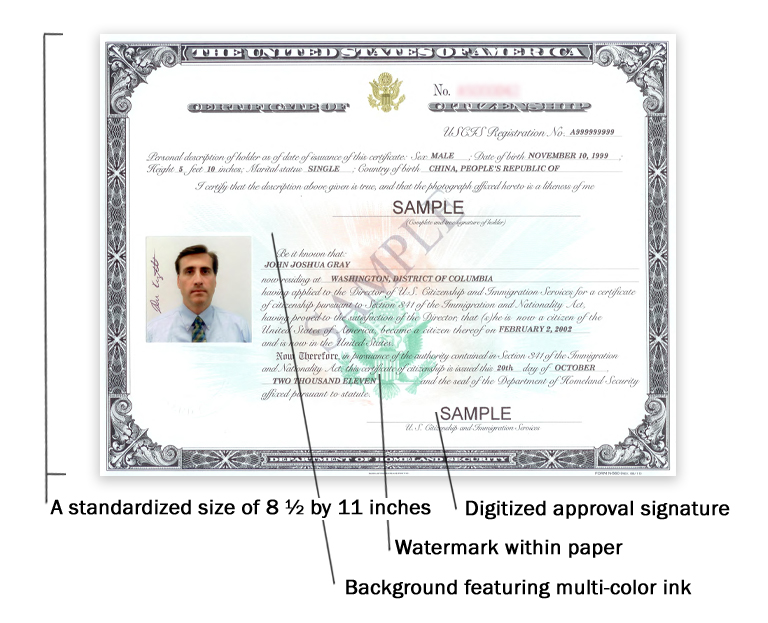 THE UNITED STATES OF AMERICA
No.
CERTIFICATE OF CITIZENSHIP
USCIS Registration No. A999999999
Personal description of holder as of date of issuance of this certificate: Sex MALE ; Date of birth NOVEMBER 10, 1999 ;
Height 5 feet 10 inches; Marital status SINGLE ; Country of birth CHINA, PEOPLE'S REPUBLIC OF
I certify that the description above given is true, and that the photograph affixed hereto is a likeness of me
SAMPLE
(Complete and true signature of holder)
SAMPLE
Be it known that:
JOHN JOSHUA GRAY
now residing at WASHINGTON, DISTRICT OF COLUMBIA
having applied to the Director of U.S. Citizenship and Immigration Services for a certificate
of citizenship pursuant to Section 341 of the Immigration and Nationality Act,
having proved to the satisfaction of the Director, that (s)he is now a citizen of the
United States of America, became a citizen thereof on FEBRUARY 2, 2002
and is now in the United States.
Now Therefore, in pursuance of the authority contained in Section 341 of the Immigration
and Nationality Act, this certificate of citizenship is issued this 20th day of OCTOBER
TWO THOUSAND ELEVEN and the seal of the Department of Homeland Security
affixed pursuant to statute.
SAMPLE
U.S. Citizenship and Immigration Services
DEPARTMENT OF HOMELAND SECURITY
A standardized size of 8 ½ by 11 inches
Digitized approval signature
Watermark within paper
Background featuring multi-color ink